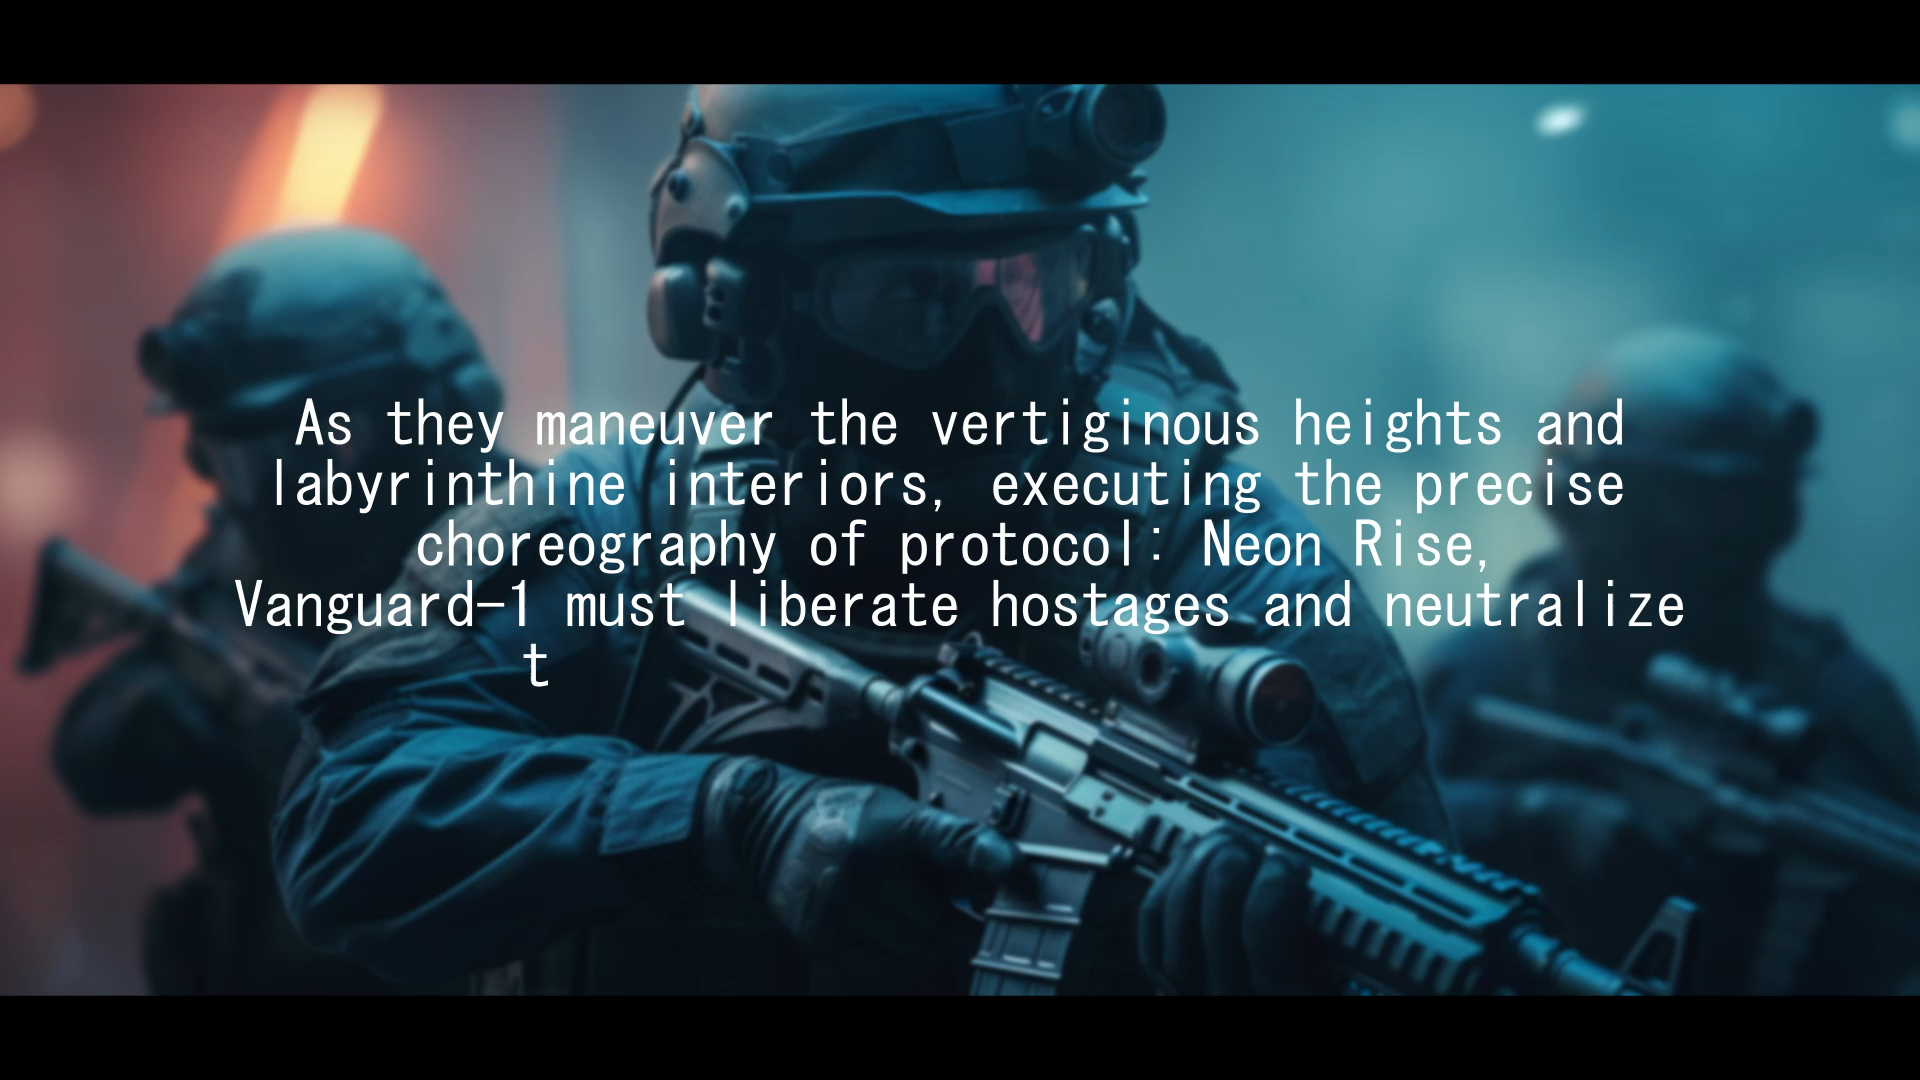 As they maneuver the vertiginous heights and
labyrinthine interiors, executing the precise
choreography of protocol: Neon Rise,
Vanguard-1 must liberate hostages and neutralize
t